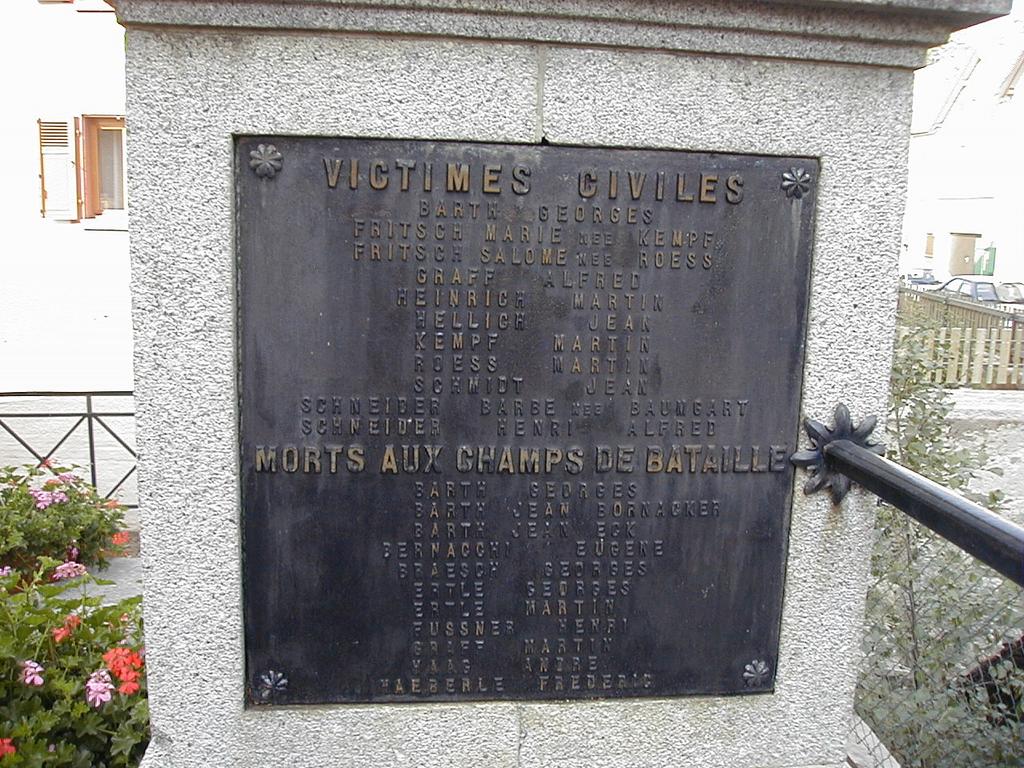 VICTIMES CIVILES
BARTH GEORGES
FRITSCH MARIE NEE KEMPF
FRITSCH SALOME NEE ROESS
GRAFF ALFRED
HEINRICH MARTIN
HELLICH JEAN
KEMPF MARTIN
ROESS MARTIN
SCHMIDT JEAN
SCHNEIDER BARBE NEE BAUMGART
SCHNEIDER HENRI ALFRED
MORTS AUX CHAMPS DE BATAILLE
BARTH GEORGES
BARTH JEAN BORNACKER
BARTH JEAN ECK
BERNACCHI EUGENE
BRAESCH GEORGES
ERTLE GEORGES
ERTLE MARTIN
FUSSNER HENRI
GRAFF MARTIN
HAAG ANDRE
HAEBERLE FREDERIC